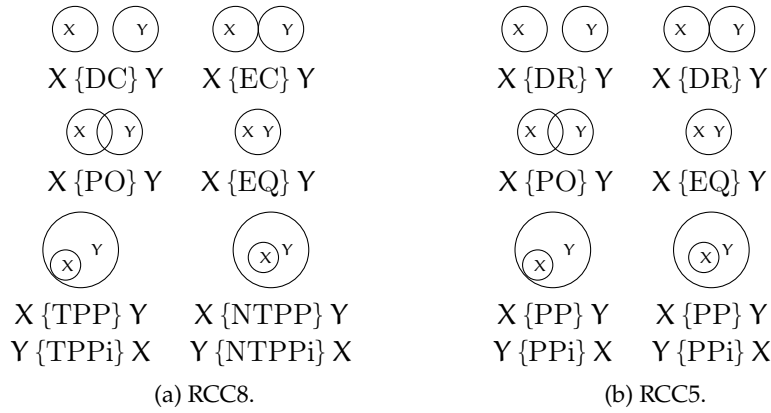 X Y X Y X Y X Y
X {DC} Y X {EC} Y X {DR} Y X {DR} Y
X Y X Y X Y X Y
X {PO} Y X {EQ} Y X {PO} Y X {EQ} Y
Y Y Y Y
X X X X
X {TPP} Y X {NTPP} Y X {PP} Y X {PP} Y
Y {TPPi} X Y {NTPPi} X Y {PPi} X Y {PPi} X
(a) RCC8. (b) RCC5.